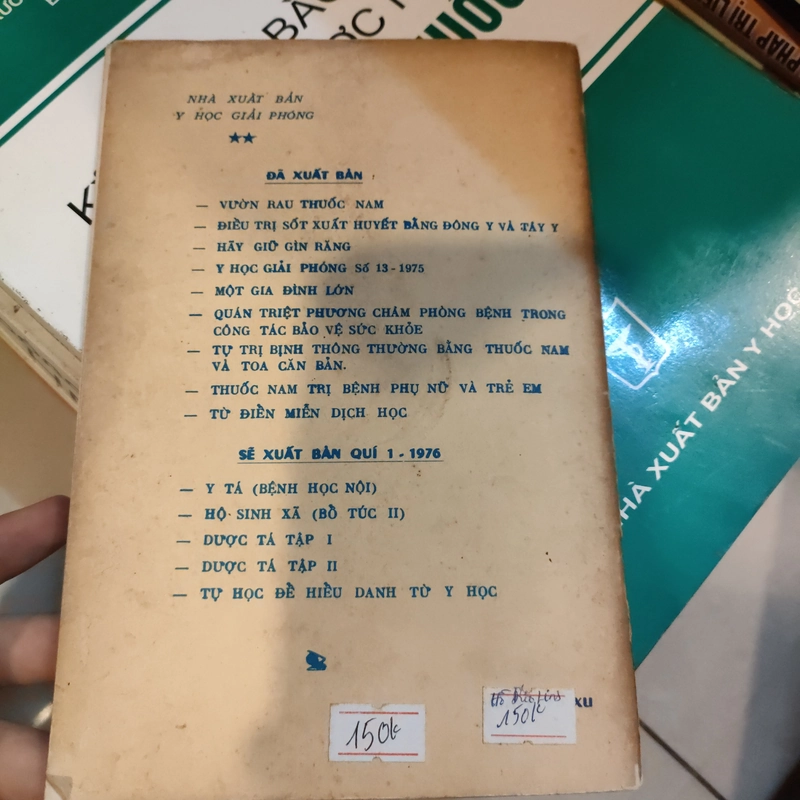 NHÀ XUẤT BẢN
Y HỌC GIẢI PHÓNG
★★
ĐÃ XUẤT BẢN
— VƯỜN RAU THUỐC NAM
— ĐIỀU TRỊ SỐT XUẤT HUYẾT BẰNG ĐÔNG Y VÀ TÂY Y
— HÃY GIỮ GÌN RĂNG
— Y HỌC GIẢI PHÓNG Số 13 - 1975
— MỘT GIA ĐÌNH LỚN
— QUÁN TRIỆT PHƯƠNG CHÂM PHÒNG BỆNH TRONG
CÔNG TÁC BẢO VỆ SỨC KHỎE
— TỰ TRỊ BỊNH THÔNG THƯỜNG BẰNG THUỐC NAM
VÀ TOA CĂN BẢN.
— THUỐC NAM TRỊ BỆNH PHỤ NỮ VÀ TRẺ EM
— TỪ ĐIỂN MIỄN DỊCH HỌC
SẼ XUẤT BẢN QUÍ 1 - 1976
— Y TÁ (BỆNH HỌC NỘI)
— HỘ SINH XÃ (BỔ TÚC II)
— DƯỢC TÁ TẬP I
— DƯỢC TÁ TẬP II
— TỰ HỌC ĐỂ HIỂU DANH TỪ Y HỌC
150k
150k
XU
NHÀ XUẤT BẢN Y HỌC
PHÁP TRỊ LI